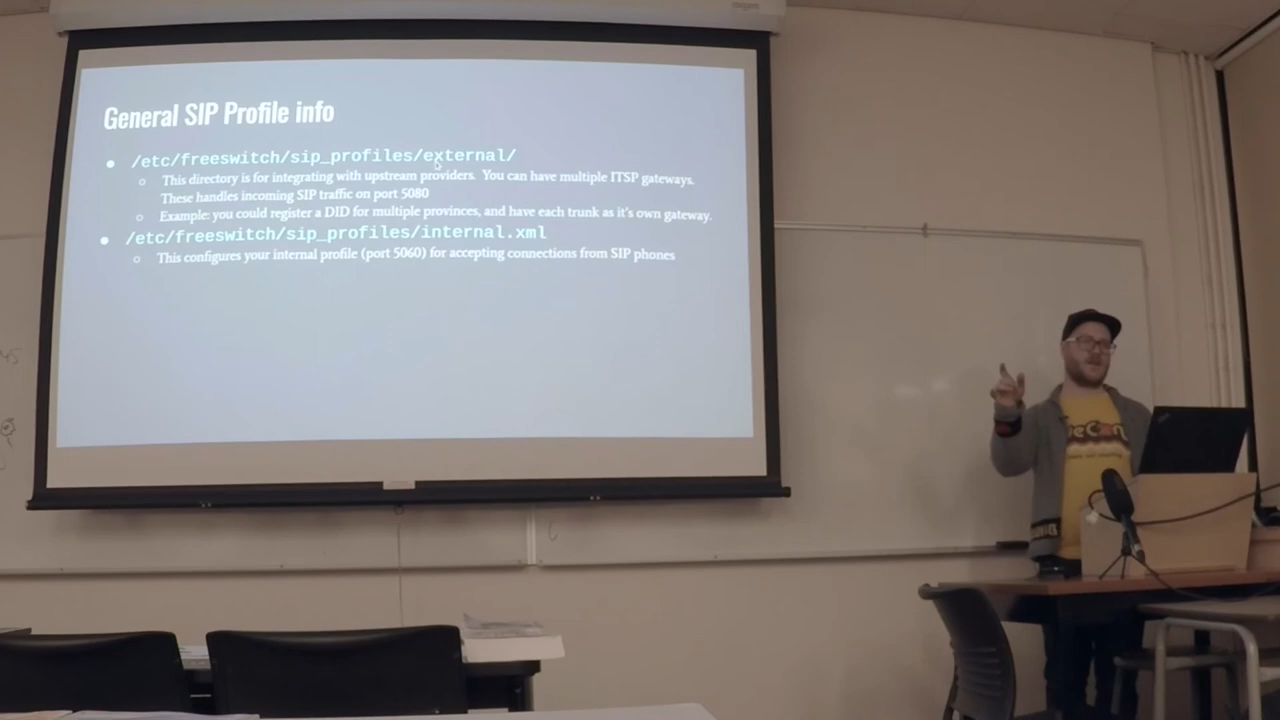 General SIP Profile info
/etc/freeswitch/sip_profiles/external/
This directory is for integrating with upstream providers. You can have multiple ITSP gateways.
These handles incoming SIP traffic on port 5080
Example: you could register a DID for multiple provinces, and have each trunk as it's own gateway.
/etc/freeswitch/sip_profiles/internal.xml
This configures your internal profile (port 5060) for accepting connections from SIP phones